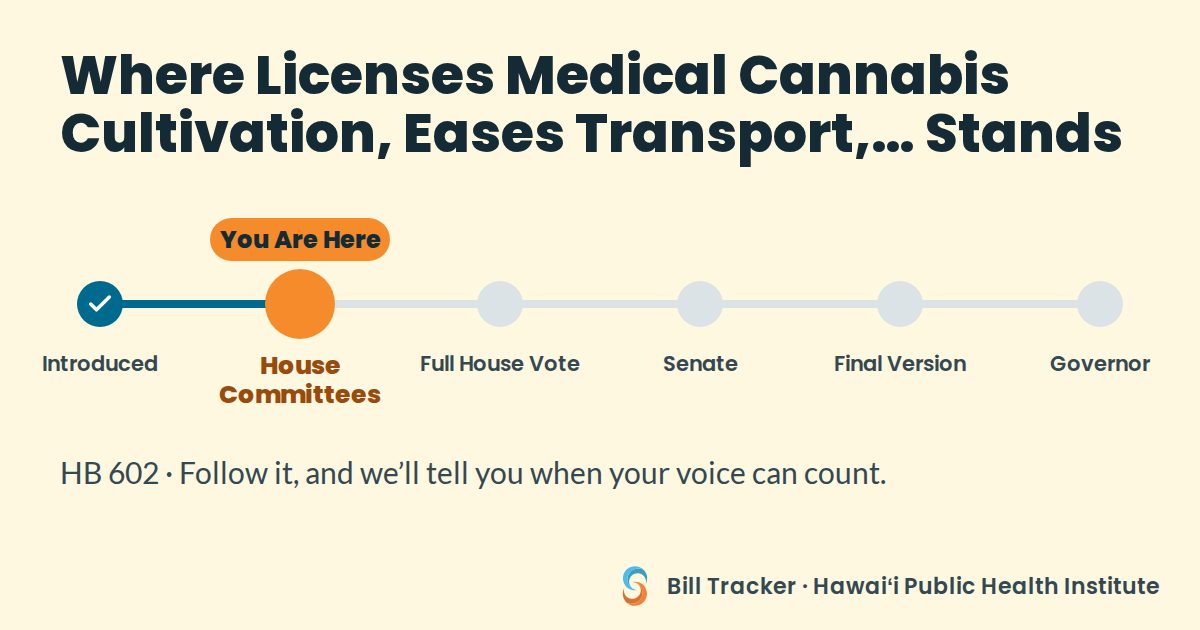 Where Licenses Medical Cannabis
Cultivation, Eases Transport,... Stands
You Are Here
Introduced
House
Committees
Full House Vote
Senate
Final Version
Governor
HB 602 · Follow it, and we’ll tell you when your voice can count.
Bill Tracker · Hawaiʻi Public Health Institute